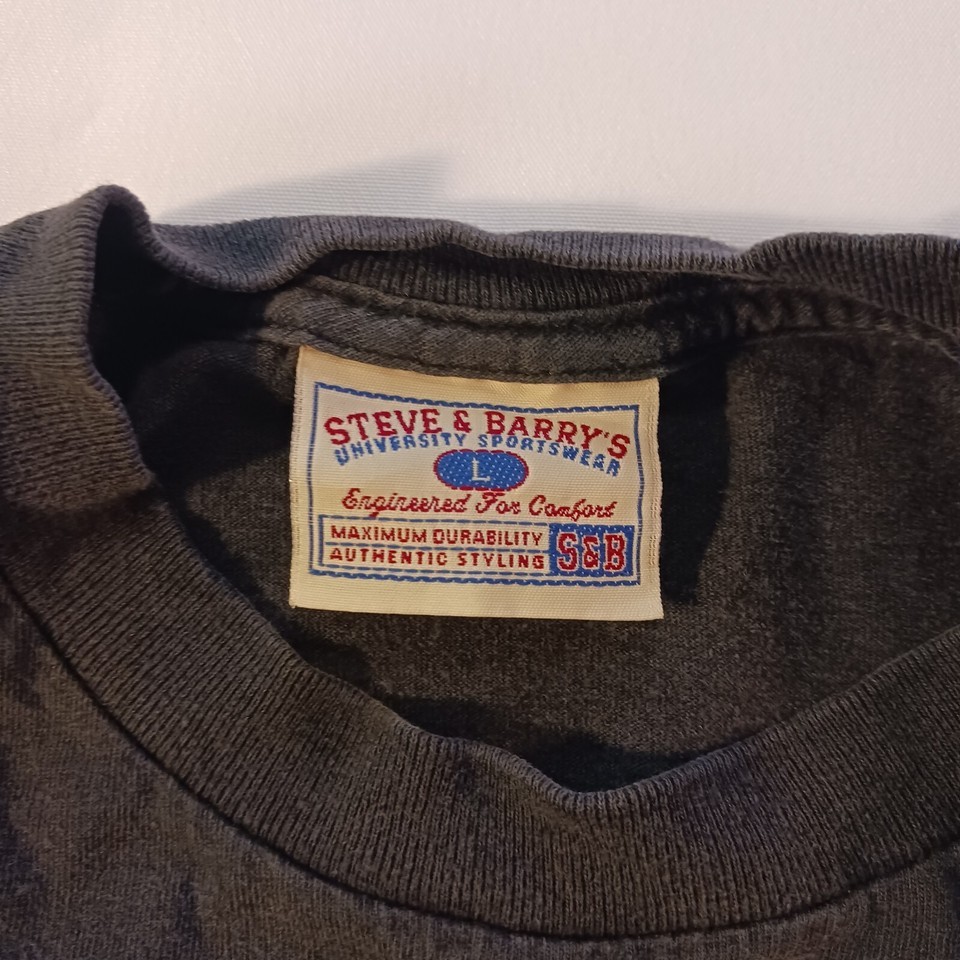 STEVE & BARRY'S
UNIVERSITY SPORTSWEAR
L
Engineered For Comfort
MAXIMUM DURABILITY
AUTHENTIC STYLING
S&B